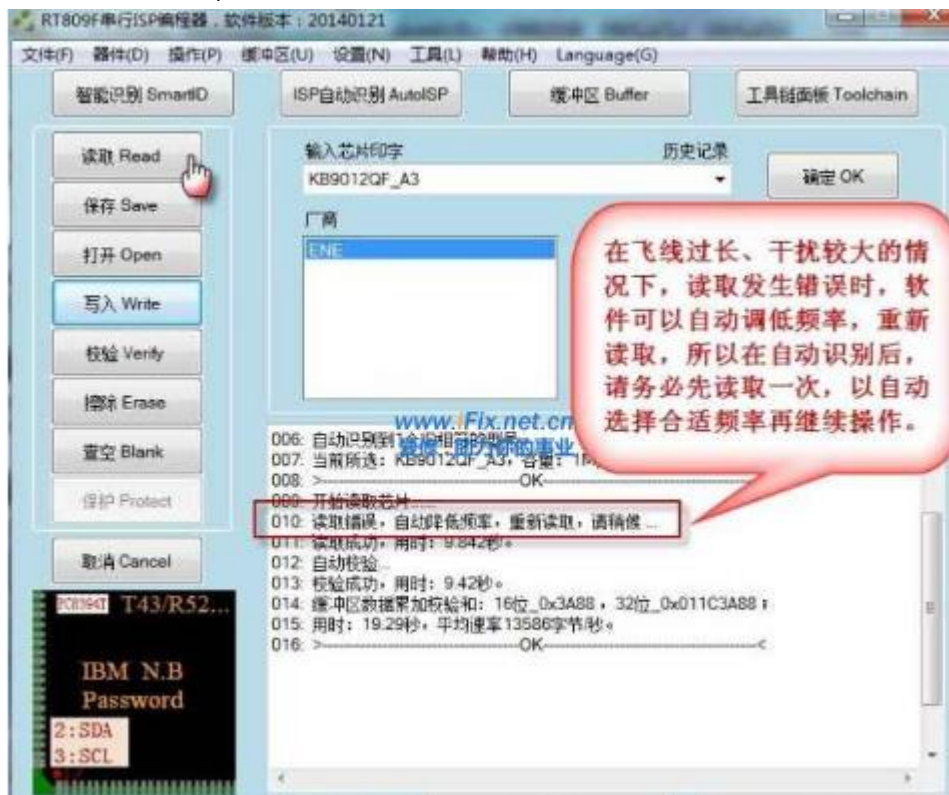 RT809F串行ISP编程器，软件版本：20140121
文件(F) 器件(D) 操作(P) 缓冲区(U) 设置(N) 工具(L) 帮助(H) Language(G)
智能识别 SmartID
ISP自动识别 AutoISP
缓冲区 Buffer
工具链面板 Toolchain
读取 Read
保存 Save
打开 Open
写入 Write
校验 Verify
擦除 Erase
查空 Blank
保护 Protect
取消 Cancel
输入芯片印字
历史记录
KB9012QF_A3
确定 OK
厂商
ENE
在飞线过长、干扰较大的情
况下，读取发生错误时，软
件可以自动调低频率，重新
读取，所以在自动识别后，
请务必先读取一次，以自动
选择合适频率再继续操作。
www.iFix.net.cn
006: 自动识别到
007: 当前所选：KB9012QF_A3，容量：1M
008: >----OK----
009: 开始读取芯片......
010: 读取错误，自动降低频率，重新读取，请稍候 ...
011: 读取成功，用时：9.842秒。
012: 自动校验...
013: 校验成功，用时：9.42秒。
014: 缓冲区数据累加校验和：16位_0x3A88，32位_0x011C3A88；
015: 用时：19.29秒，平均速率13586字节/秒。
016: >----OK----<
T43/R52...
IBM N.B
Password
2:SDA
3:SCL